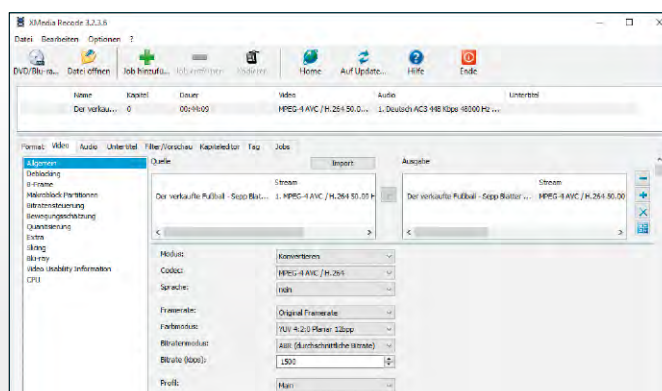 XMedia Recode 3.2.3.6
Datei Bearbeiten Optionen ?
DVD/Blu-ra... Datei öffnen Job hinzufü... Job entfernen Editieren Home Auf Update... Hilfe Ende
Name Kapitel Dauer Video Audio Untertitel
Der verkau... 0 00:44:09 MPEG-4 AVC / H.264 50.0... 1. Deutsch AC3 448 Kbps 48000 Hz ...
Format Video Audio Untertitel Filter/Vorschau Kapiteleditor Tag Jobs
Allgemein
Deblocking
B-Frame
Makroblock Partitionen
Bitratensteuerung
Bewegungsschätzung
Quantisierung
Extra
Slicing
Blu-ray
Video Usability Information
CPU
Quelle Import Ausgabe
Stream Stream
Der verkaufte Fußball - Sepp Blat... 1. MPEG-4 AVC / H.264 50.00 H Der verkaufte Fußball - Sepp Blatter ... MPEG-4 AVC / H.264 50.00
Modus: Konvertieren
Codec: MPEG-4 AVC / H.264
Sprache: nein
Framerate: Original Framerate
Farbmodus: YUV 4:2:0 Planar 12bpp
Bitratenmodus: ABR (durchschnittliche Bitrate)
Bitrate (kbps): 1500
Profil: Main